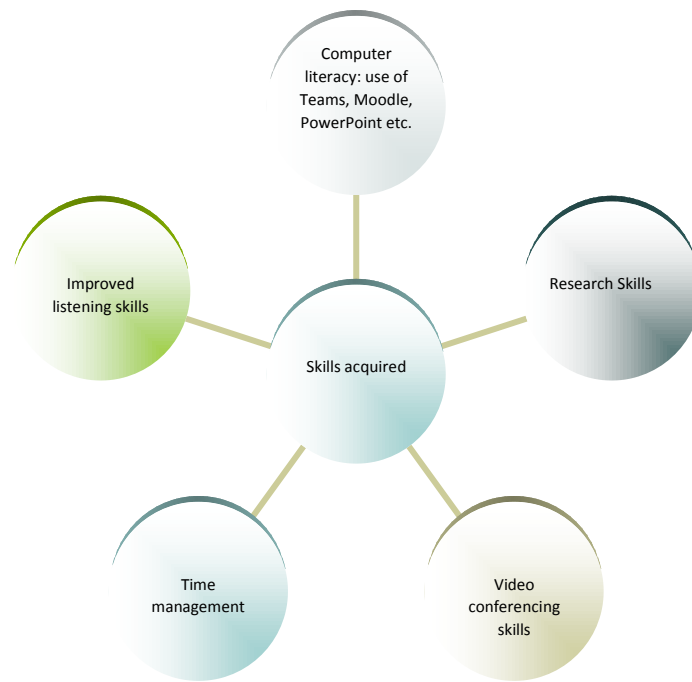 Computer
literacy: use of
Teams, Moodle,
PowerPoint etc.
Improved
listening skills
Research Skills
Skills acquired
Time
management
Video
conferencing
skills